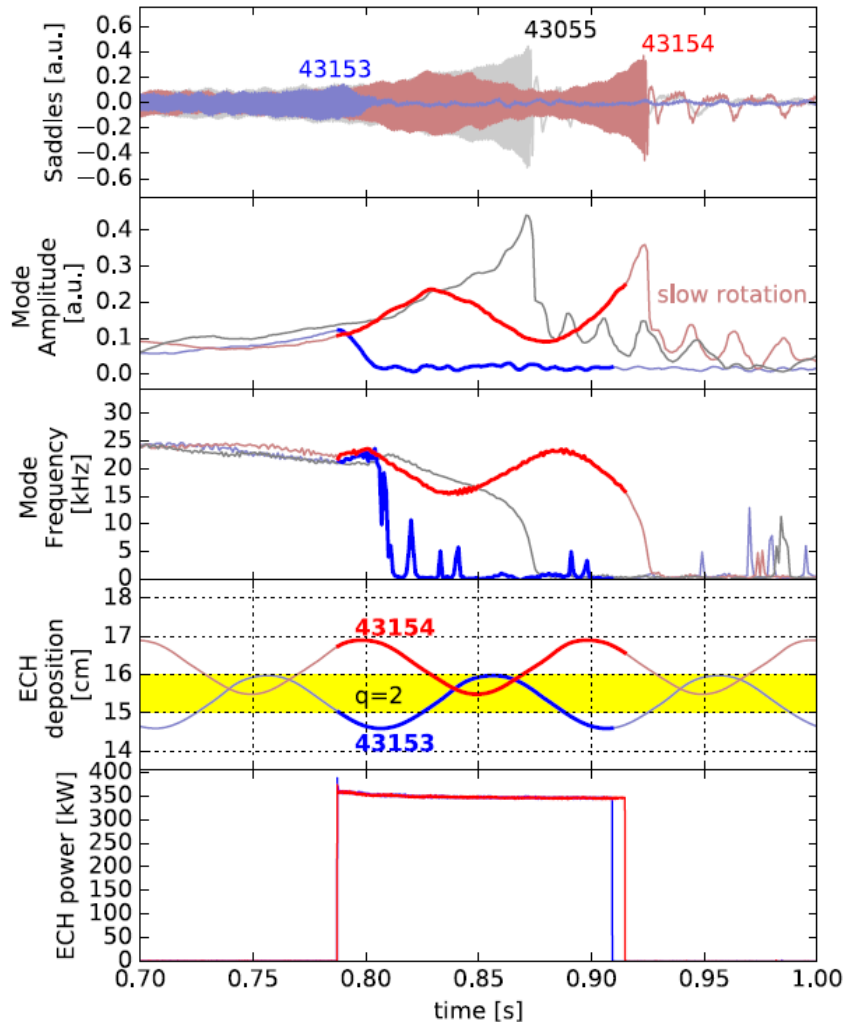 Saddles [a.u.]
0.6
0.4
0.2
0.0
−0.2
−0.4
−0.6
43153
43055
43154
Mode
Amplitude
[a.u.]
0.4
0.3
0.2
0.1
0.0
slow rotation
Mode
Frequency
[kHz]
30
25
20
15
10
5
0
ECH
deposition
[cm]
18
17
16
15
14
43154
q=2
43153
ECH power [kW]
400
350
300
250
200
150
100
50
0
0.70 0.75 0.80 0.85 0.90 0.95 1.00
time [s]